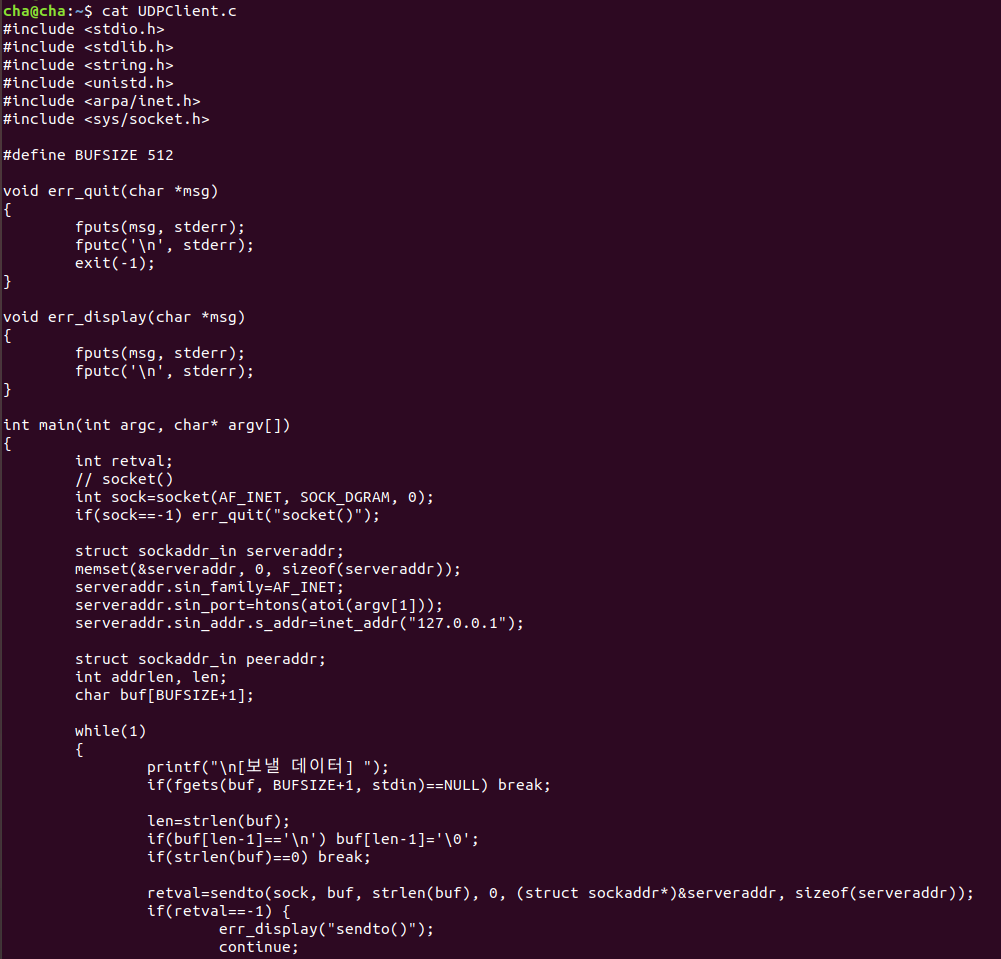 cha@cha:~$ cat UDPClient.c
#include <stdio.h>
#include <stdlib.h>
#include <string.h>
#include <unistd.h>
#include <arpa/inet.h>
#include <sys/socket.h>

#define BUFSIZE 512

void err_quit(char *msg)
{
        fputs(msg, stderr);
        fputc('\n', stderr);
        exit(-1);
}

void err_display(char *msg)
{
        fputs(msg, stderr);
        fputc('\n', stderr);
}

int main(int argc, char* argv[])
{
        int retval;
        // socket()
        int sock=socket(AF_INET, SOCK_DGRAM, 0);
        if(sock==-1) err_quit("socket()");

        struct sockaddr_in serveraddr;
        memset(&serveraddr, 0, sizeof(serveraddr));
        serveraddr.sin_family=AF_INET;
        serveraddr.sin_port=htons(atoi(argv[1]));
        serveraddr.sin_addr.s_addr=inet_addr("127.0.0.1");

        struct sockaddr_in peeraddr;
        int addrlen, len;
        char buf[BUFSIZE+1];

        while(1)
        {
                printf("\n[보낼 데이터] ");
                if(fgets(buf, BUFSIZE+1, stdin)==NULL) break;

                len=strlen(buf);
                if(buf[len-1]=='\n') buf[len-1]='\0';
                if(strlen(buf)==0) break;

                retval=sendto(sock, buf, strlen(buf), 0, (struct sockaddr*)&serveraddr, sizeof(serveraddr));
                if(retval==-1) {
                        err_display("sendto()");
                        continue;